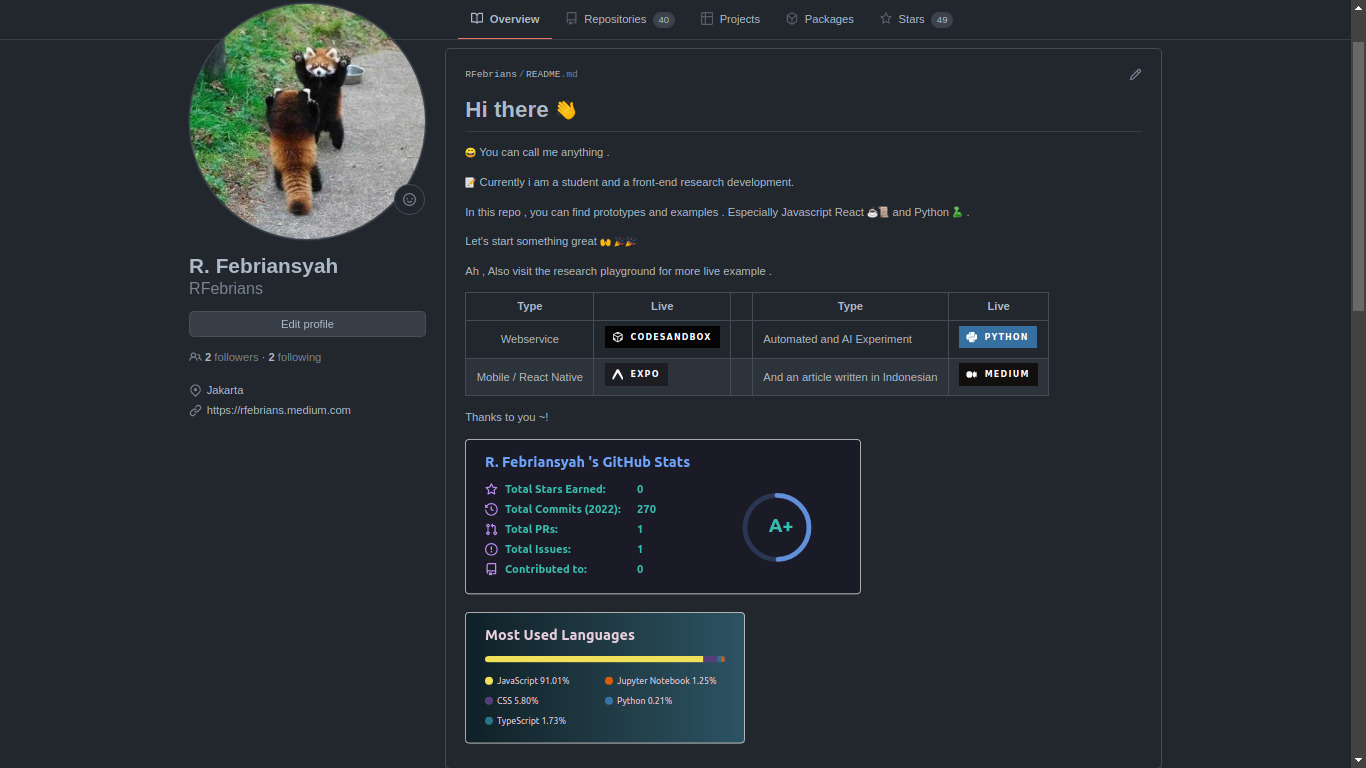 Overview Repositories 40 Projects Packages Stars 49
RFebrians / README.md
Hi there 👋
😄 You can call me anything .
📝 Currently i am a student and a front-end research development.
In this repo , you can find prototypes and examples . Especially Javascript React ☕📜 and Python 🐍 .
Let's start something great 🙌 🎉🎉
Ah , Also visit the research playground for more live example .
R. Febriansyah
RFebrians
Edit profile
2 followers · 2 following
Jakarta
https://rfebrians.medium.com
Type Live Type Live
Webservice CODESANDBOX Automated and AI Experiment PYTHON
Mobile / React Native EXPO And an article written in Indonesian MEDIUM
Thanks to you ~!
R. Febriansyah 's GitHub Stats
Total Stars Earned: 0
Total Commits (2022): 270
Total PRs: 1
Total Issues: 1
Contributed to: 0
A+
Most Used Languages
JavaScript 91.01% Jupyter Notebook 1.25%
CSS 5.80% Python 0.21%
TypeScript 1.73%